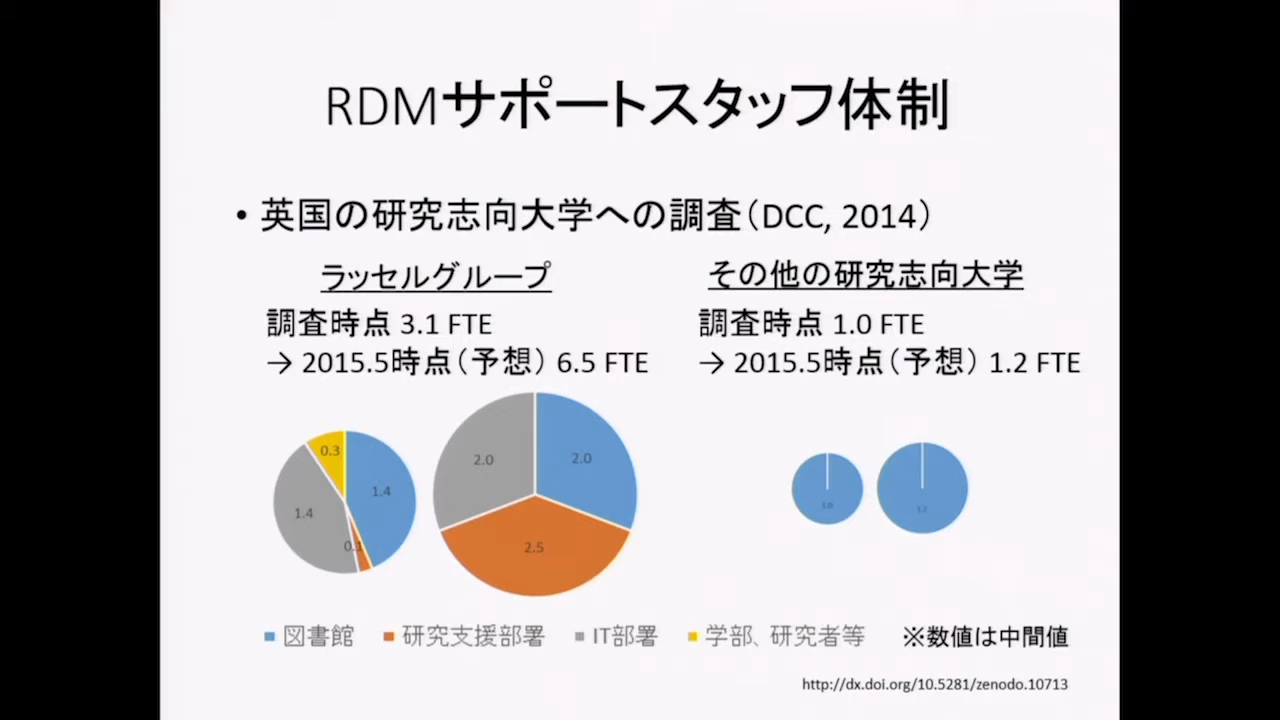 RDMサポートスタッフ体制
• 英国の研究志向大学への調査（DCC, 2014）
ラッセルグループ
調査時点 3.1 FTE
→ 2015.5時点（予想） 6.5 FTE
その他の研究志向大学
調査時点 1.0 FTE
→ 2015.5時点（予想） 1.2 FTE
0.3
1.4
1.4
0.1
2.0
2.0
2.5
1.0
1.2
図書館 研究支援部署 IT部署 学部、研究者等 ※数値は中間値
http://dx.doi.org/10.5281/zenodo.10713